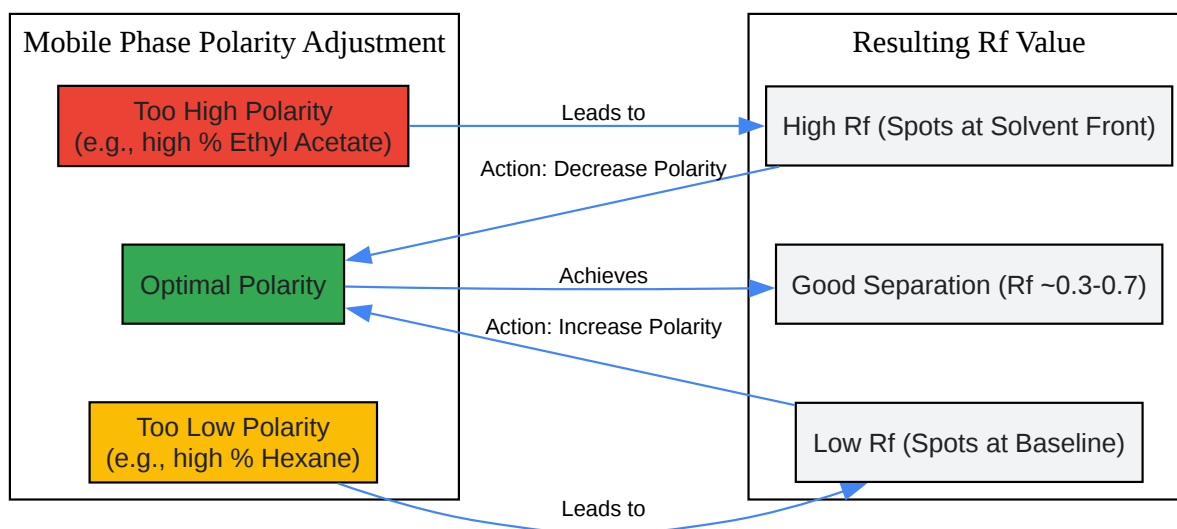 Mobile Phase Polarity Adjustment
Resulting Rf Value
Too High Polarity
(e.g., high % Ethyl Acetate)
Leads to
High Rf (Spots at Solvent Front)
Action: Decrease Polarity
Optimal Polarity
Achieves
Good Separation (Rf ~0.3-0.7)
Action: Increase Polarity
Too Low Polarity
(e.g., high % Hexane)
Low Rf (Spots at Baseline)
Leads to